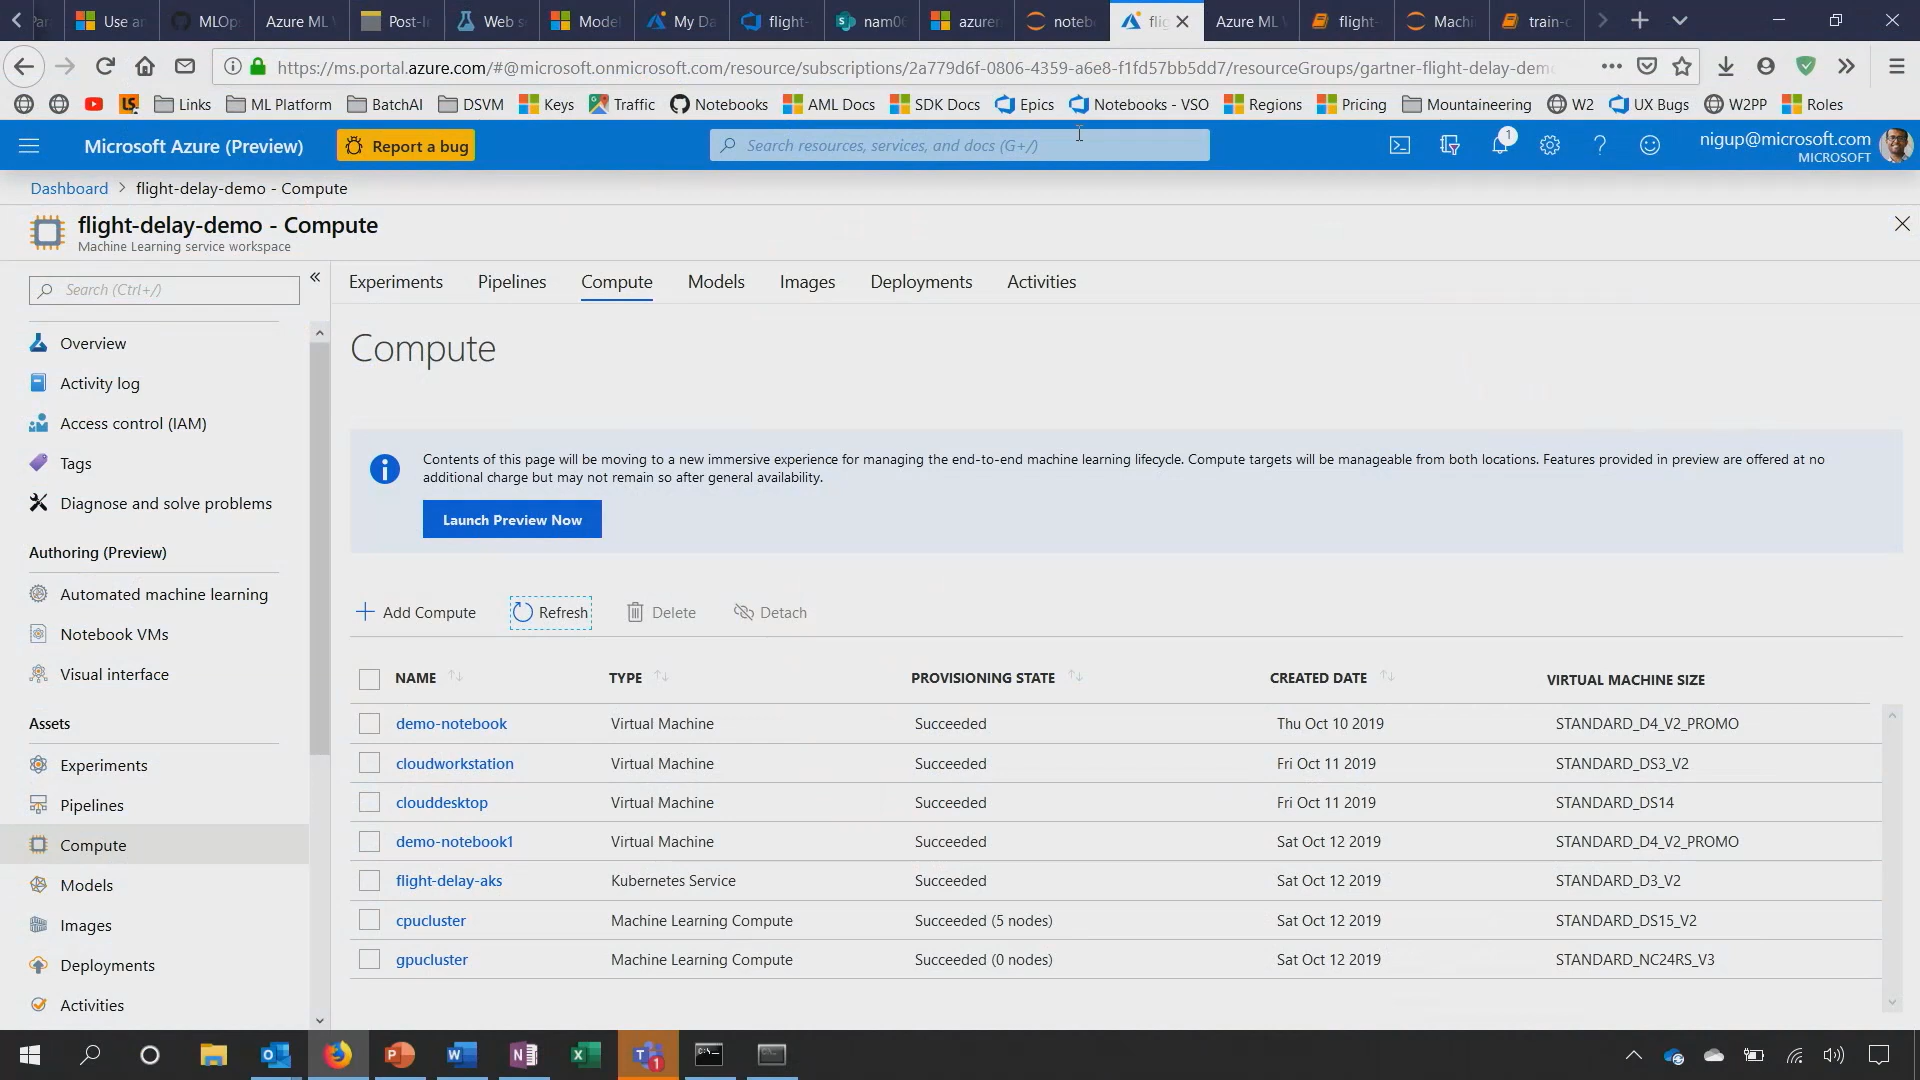 Use an
MLOp
Azure ML
Post-I
Web s
Model
My Da
flight-
nam06
azure
noteb
flig
Azure ML
flight-
Machi
train-c
https://ms.portal.azure.com/#@microsoft.onmicrosoft.com/resource/subscriptions/2a779d6f-0806-4359-a6e8-f1fd57bb5dd7/resourceGroups/gartner-flight-delay-demo
Links
ML Platform
BatchAI
DSVM
Keys
Traffic
Notebooks
AML Docs
SDK Docs
Epics
Notebooks - VSO
Regions
Pricing
Mountaineering
W2
UX Bugs
W2PP
Roles
Microsoft Azure (Preview)
Report a bug
Search resources, services, and docs (G+/)
1
nigup@microsoft.com
MICROSOFT
Dashboard > flight-delay-demo - Compute
flight-delay-demo - Compute
Machine Learning service workspace
Search (Ctrl+/)
Overview
Activity log
Access control (IAM)
Tags
Diagnose and solve problems
Authoring (Preview)
Automated machine learning
Notebook VMs
Visual interface
Assets
Experiments
Pipelines
Compute
Models
Images
Deployments
Activities
Experiments Pipelines Compute Models Images Deployments Activities
Compute
Contents of this page will be moving to a new immersive experience for managing the end-to-end machine learning lifecycle. Compute targets will be manageable from both locations. Features provided in preview are offered at no
additional charge but may not remain so after general availability.
Launch Preview Now
Add Compute Refresh Delete Detach
NAME TYPE PROVISIONING STATE CREATED DATE VIRTUAL MACHINE SIZE
demo-notebook Virtual Machine Succeeded Thu Oct 10 2019 STANDARD_D4_V2_PROMO
cloudworkstation Virtual Machine Succeeded Fri Oct 11 2019 STANDARD_DS3_V2
clouddesktop Virtual Machine Succeeded Fri Oct 11 2019 STANDARD_DS14
demo-notebook1 Virtual Machine Succeeded Sat Oct 12 2019 STANDARD_D4_V2_PROMO
flight-delay-aks Kubernetes Service Succeeded Sat Oct 12 2019 STANDARD_D3_V2
cpucluster Machine Learning Compute Succeeded (5 nodes) Sat Oct 12 2019 STANDARD_DS15_V2
gpucluster Machine Learning Compute Succeeded (0 nodes) Sat Oct 12 2019 STANDARD_NC24RS_V3